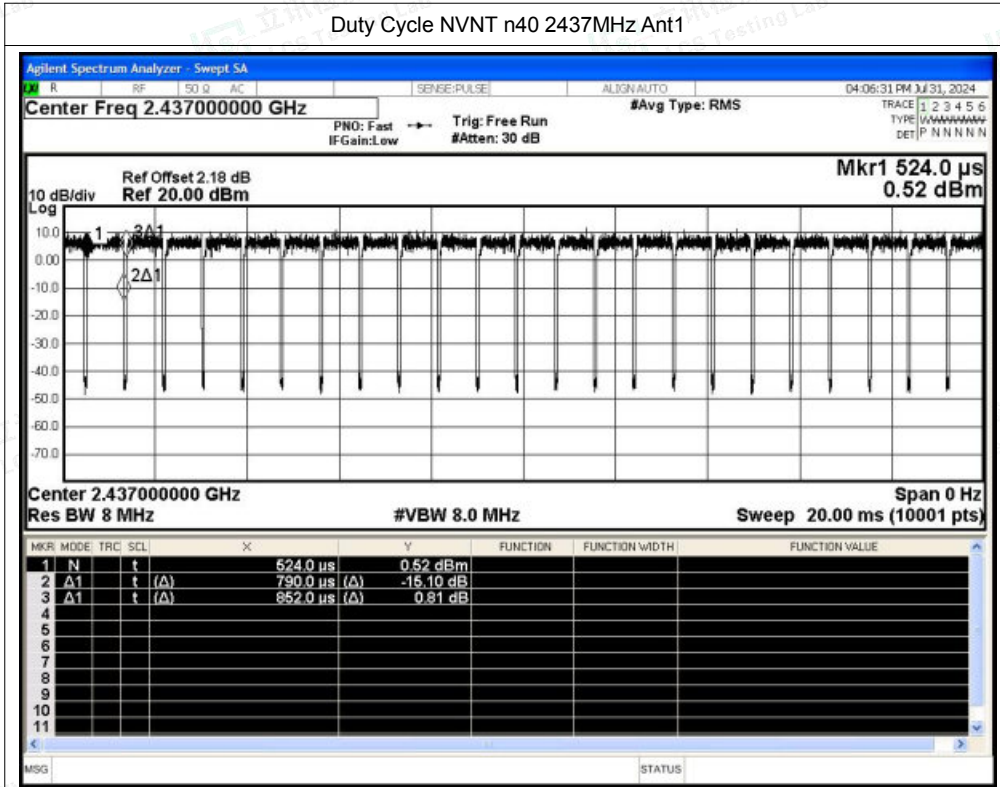 Duty Cycle NVNT n40 2437MHz Ant1
Agilent Spectrum Analyzer - Swept SA
R RF 50 Ω AC SENSE:PULSE ALIGN AUTO 04:06:31 PM Jul 31, 2024
Center Freq 2.437000000 GHz #Avg Type: RMS TRACE 1 2 3 4 5 6
PNO: Fast Trig: Free Run TYPE
IFGain:Low #Atten: 30 dB DET P N N N N N
Mkr1 524.0 µs
Ref Offset 2.18 dB
10 dB/div Ref 20.00 dBm 0.52 dBm
Log
10.0
1 3Δ1
0.00
2Δ1
-10.0
-20.0
-30.0
-40.0
-50.0
-60.0
-70.0
Center 2.437000000 GHz Span 0 Hz
Res BW 8 MHz #VBW 8.0 MHz Sweep 20.00 ms (10001 pts)
MKR MODE TRC SCL X Y FUNCTION FUNCTION WIDTH FUNCTION VALUE
1 N t 524.0 µs 0.52 dBm
2 Δ1 t (Δ) 790.0 µs (Δ) -15.10 dB
3 Δ1 t (Δ) 852.0 µs (Δ) 0.81 dB
4
5
6
7
8
9
10
11
MSG STATUS